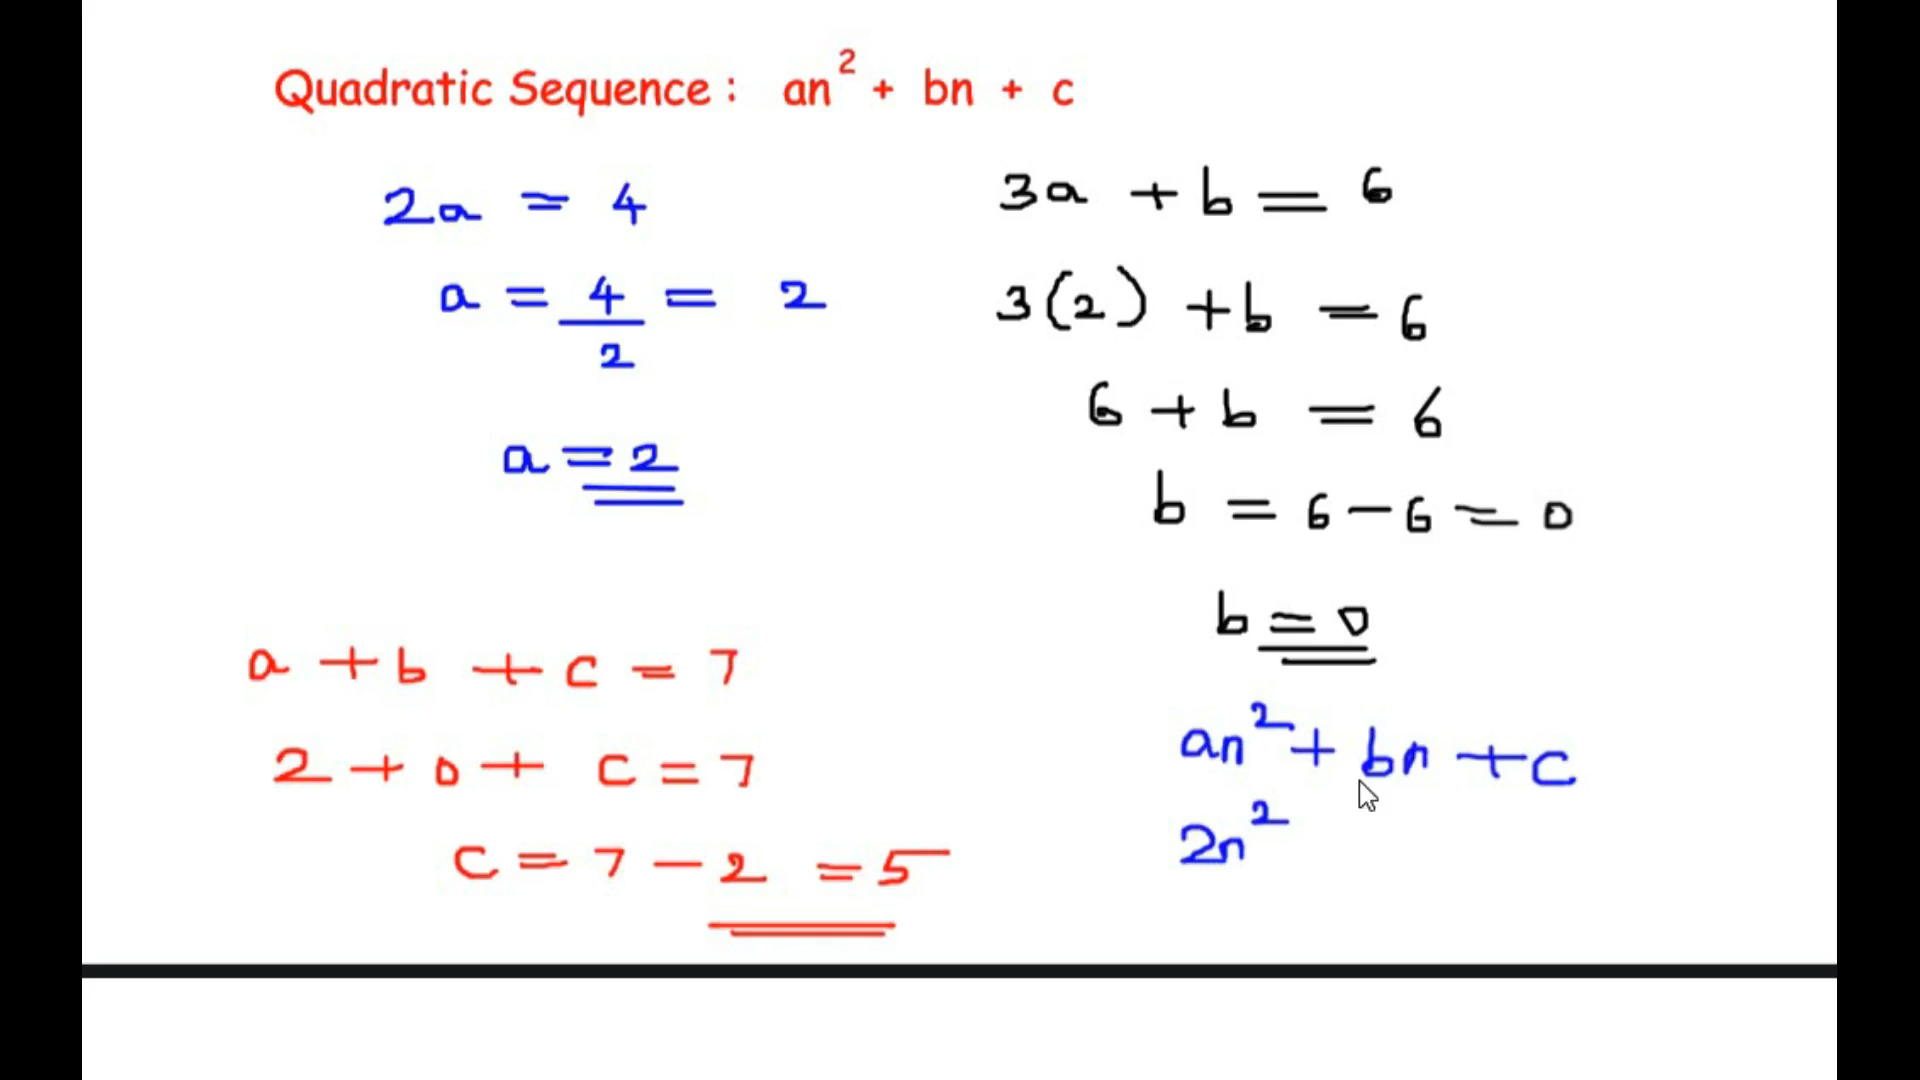 Quadratic Sequence : an² + bn + c
2a = 4
a = 4/2 = 2
a = 2
3a + b = 6
3(2) + b = 6
6 + b = 6
b = 6 - 6 = 0
b = 0
a + b + c = 7
2 + 0 + c = 7
c = 7 - 2 = 5
an² + bn + c
2n²